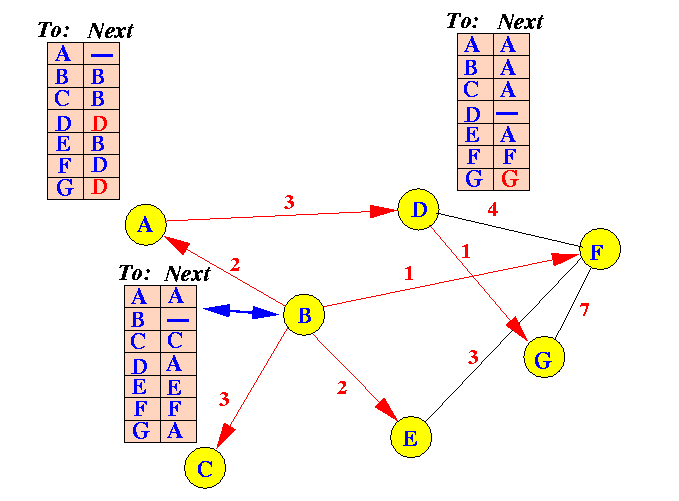 To: Next
A —
B B
C B
D D
E B
F D
G D
To: Next
A A
B A
C A
D —
E A
F F
G G
To: Next
A A
B —
C C
D A
E E
F F
G A
A
3
D
4
F
2
1
1
B
7
G
3
2
3
E
C